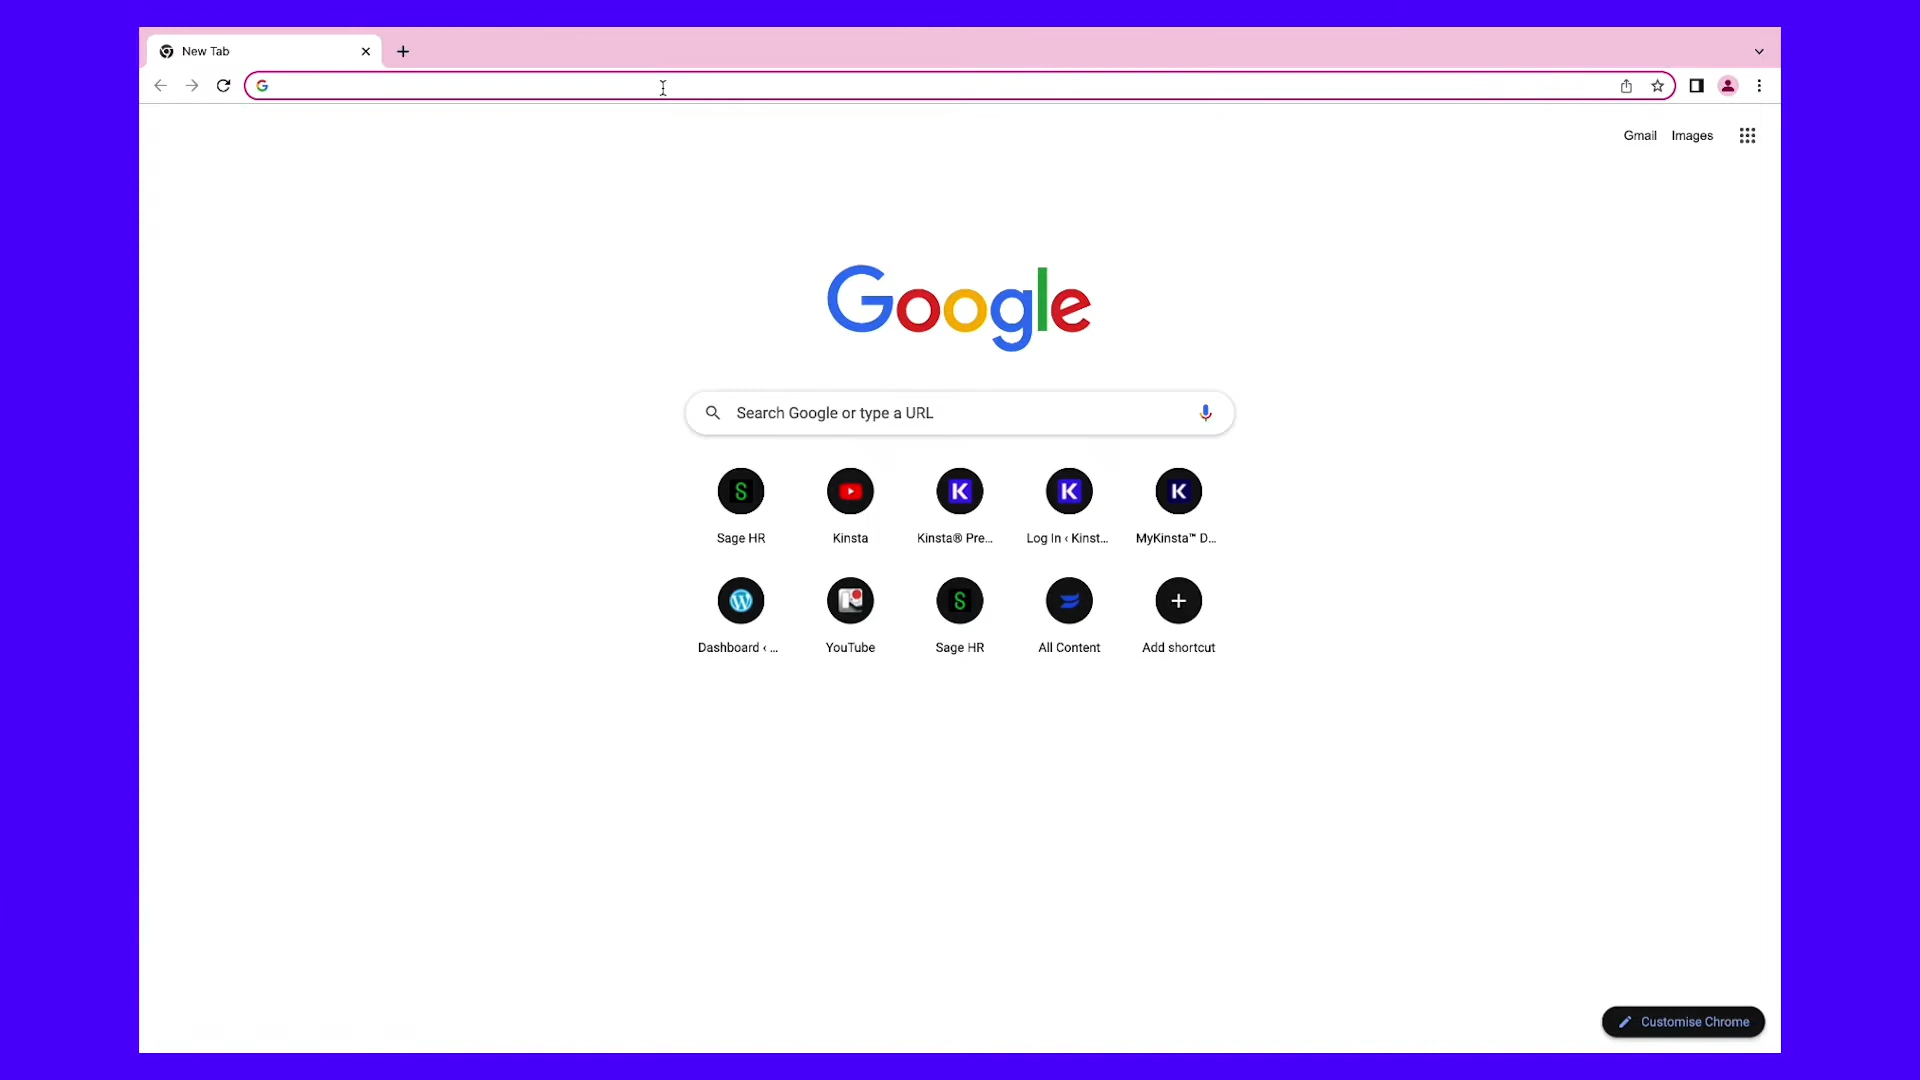 New Tab
Gmail Images
Google
Search Google or type a URL
Sage HR
Kinsta
Kinsta® Pre...
Log In ‹ Kinst...
MyKinsta™ D...
Dashboard ‹ ...
YouTube
Sage HR
All Content
Add shortcut
Customise Chrome